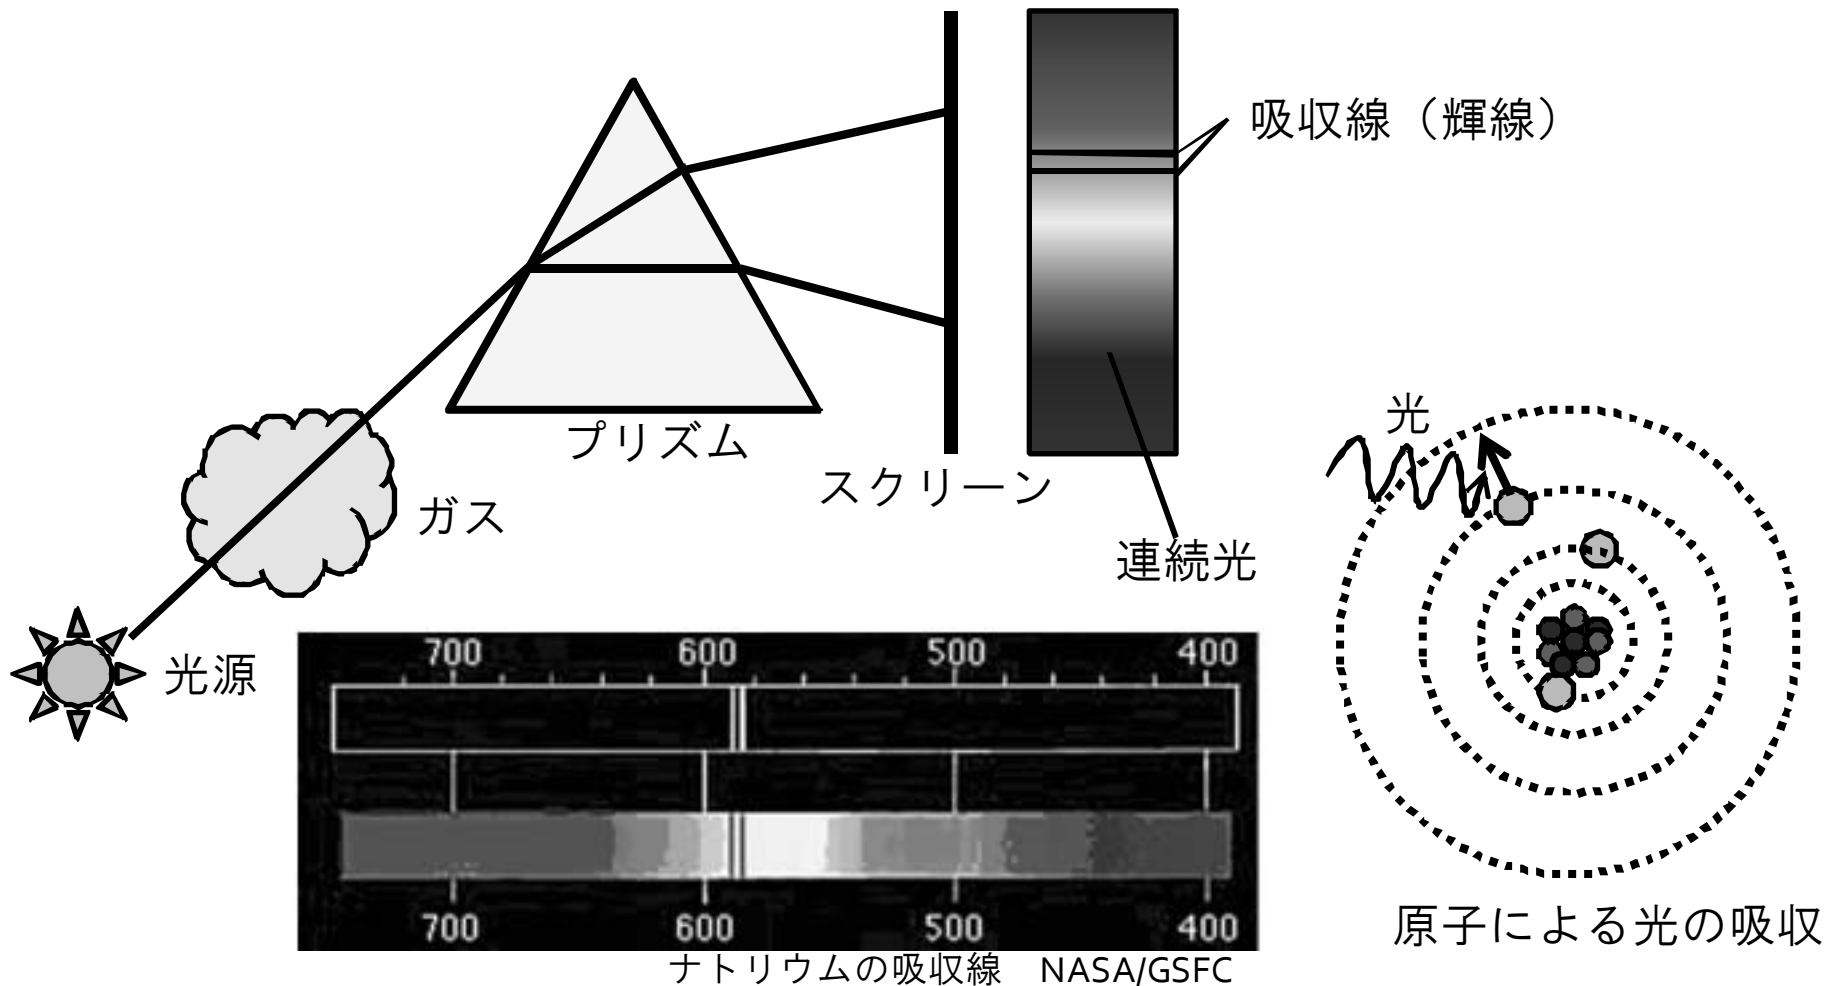 吸収線（輝線）
プリズム
スクリーン
ガス
連続光
光源
光
700 600 500 400
700 600 500 400
ナトリウムの吸収線　NASA/GSFC
原子による光の吸収